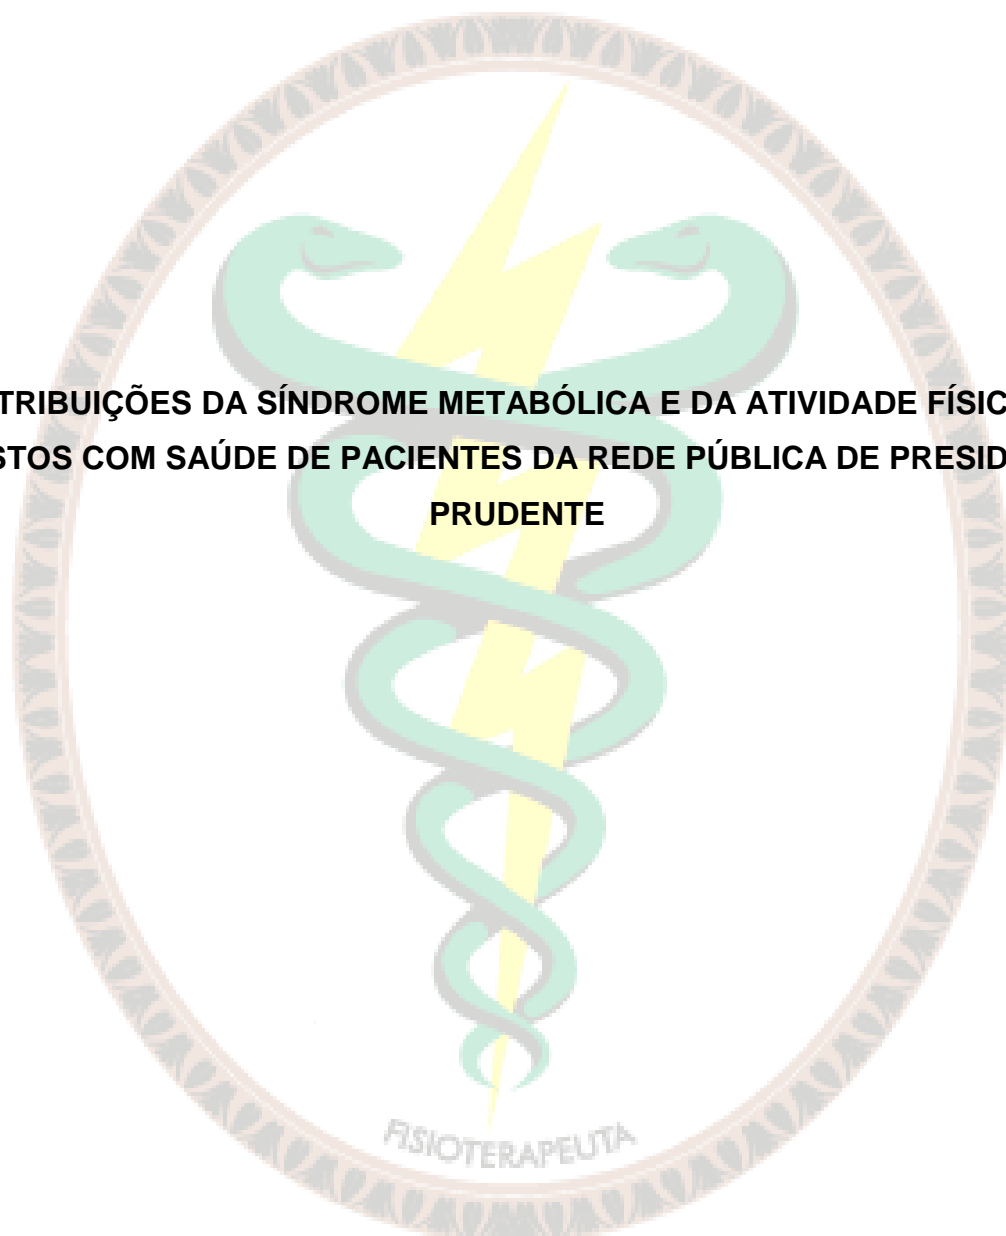 TRIBUIÇÕES DA SÍNDROME METABÓLICA E DA ATIVIDADE FÍSIC
STOS COM SAÚDE DE PACIENTES DA REDE PÚBLICA DE PRESID
PRUDENTE
FISIOTERAPEUTA